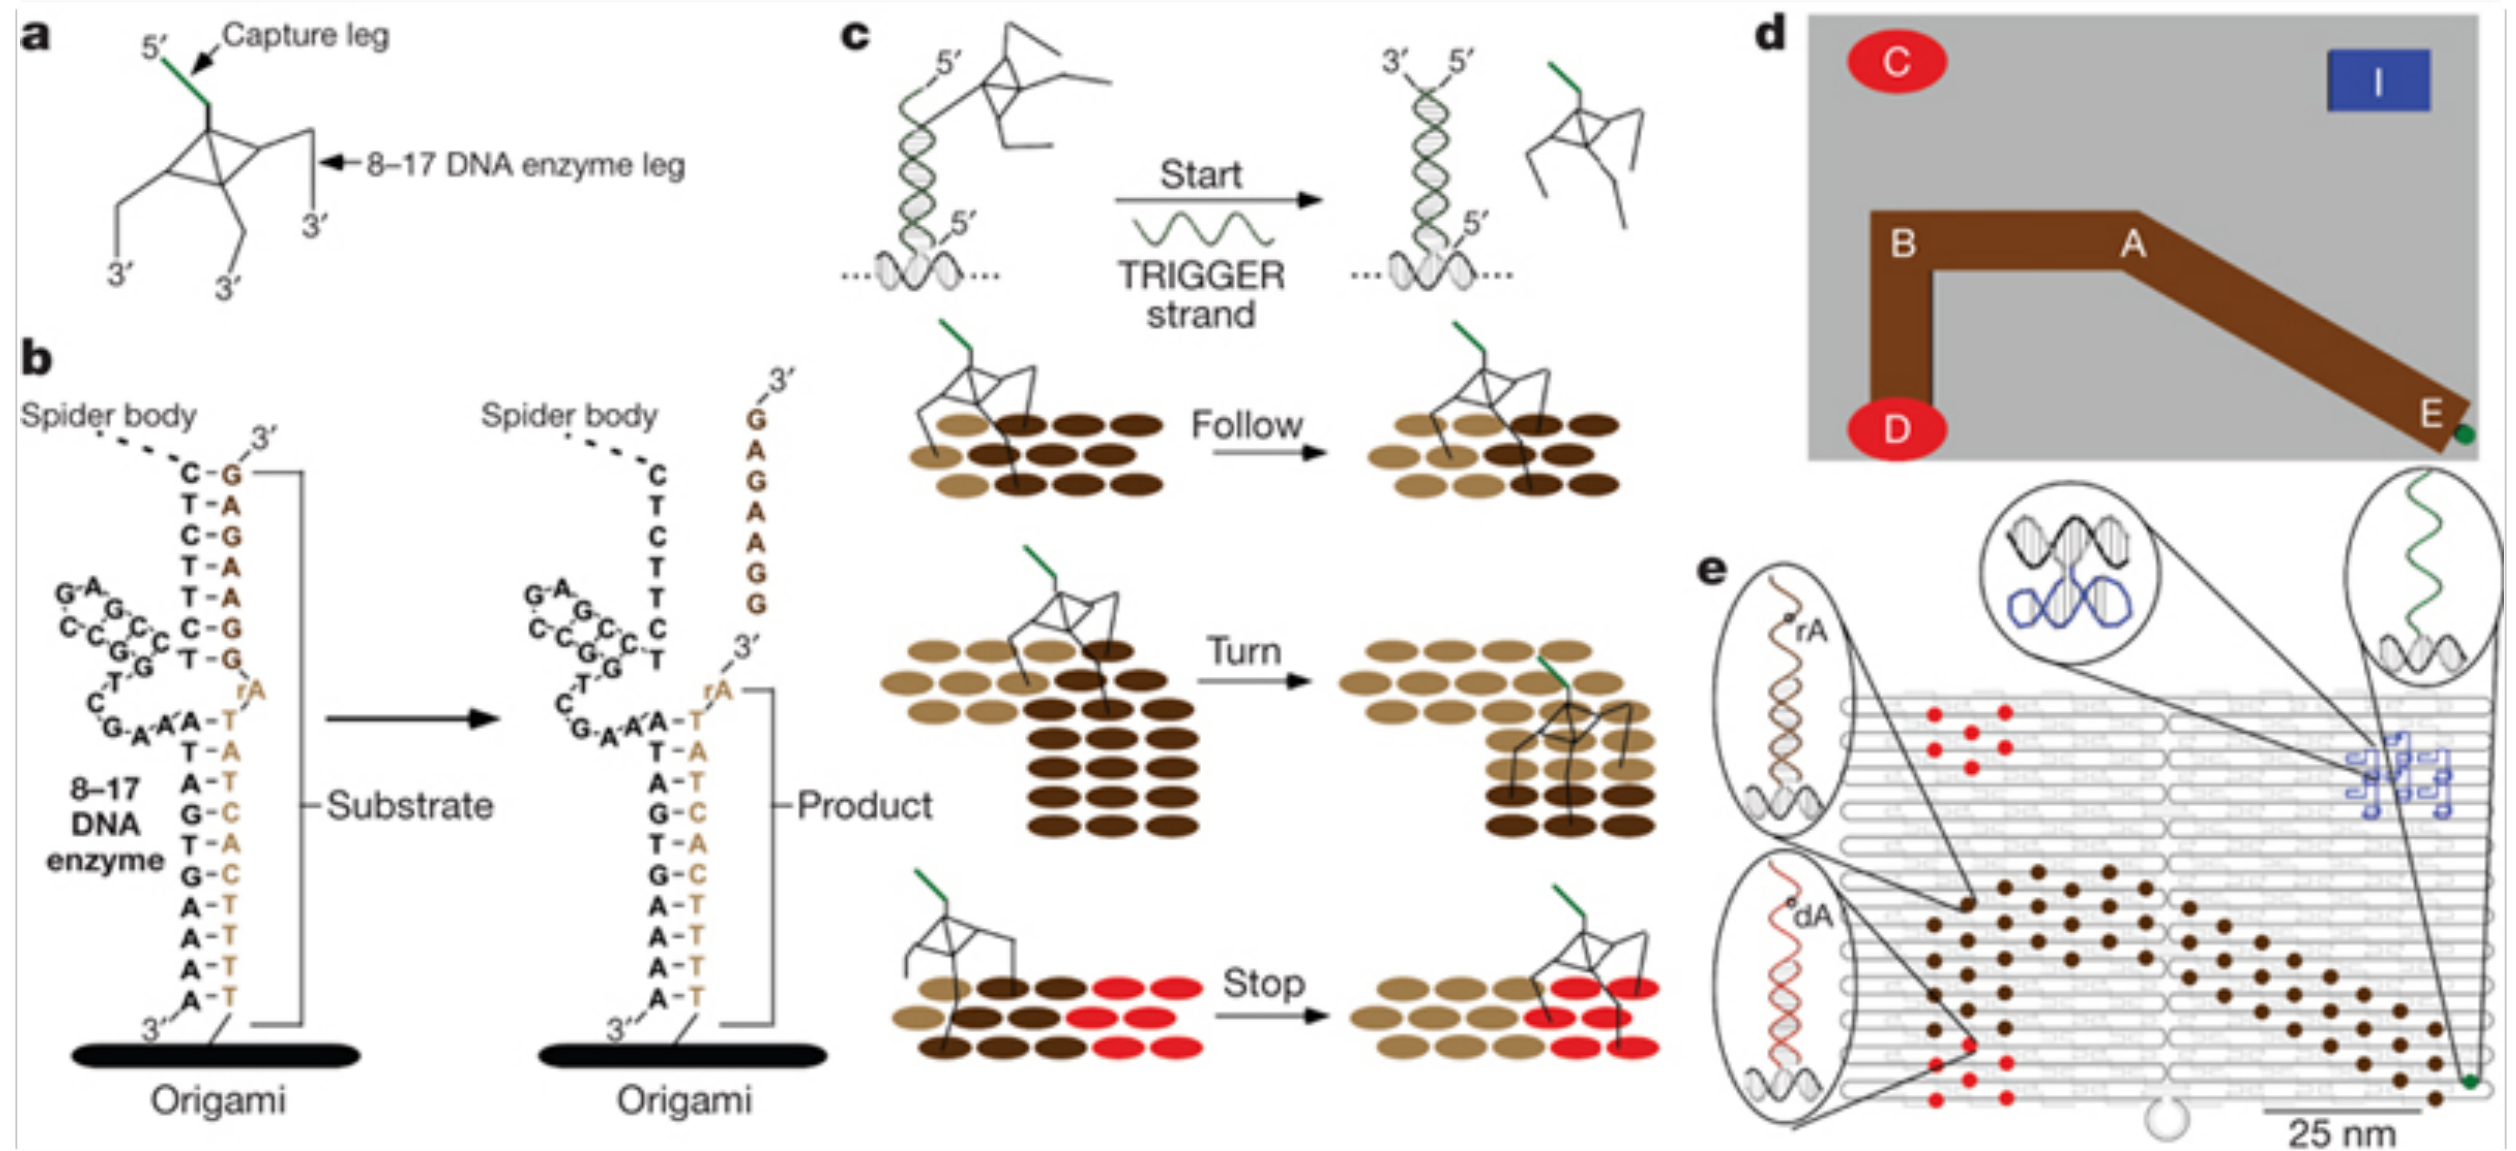 a
5′
Capture leg
8–17 DNA enzyme leg
3′
3′
3′
b
Spider body
3′
C G
T A
C G
T A
T A
C G
T G
rA
G A G C C
C C G G
T
C
G A A
A T
T A
A T
G C
T A
G C
A T
A T
A T
A T
3′
8–17
DNA
enzyme
Substrate
Origami
Spider body
C
T
C
T
T
C
T
3′
G
A
G
A
A
G
G
3′
rA
G A G C C
C C G G
T
C
G A A
A T
T A
A T
G C
T A
G C
A T
A T
A T
A T
3′
Product
Origami
c
5′
5′
Start
TRIGGER
strand
3′ 5′
5′
Follow
Turn
Stop
d
C
I
B
A
D
E
e
rA
dA
25 nm